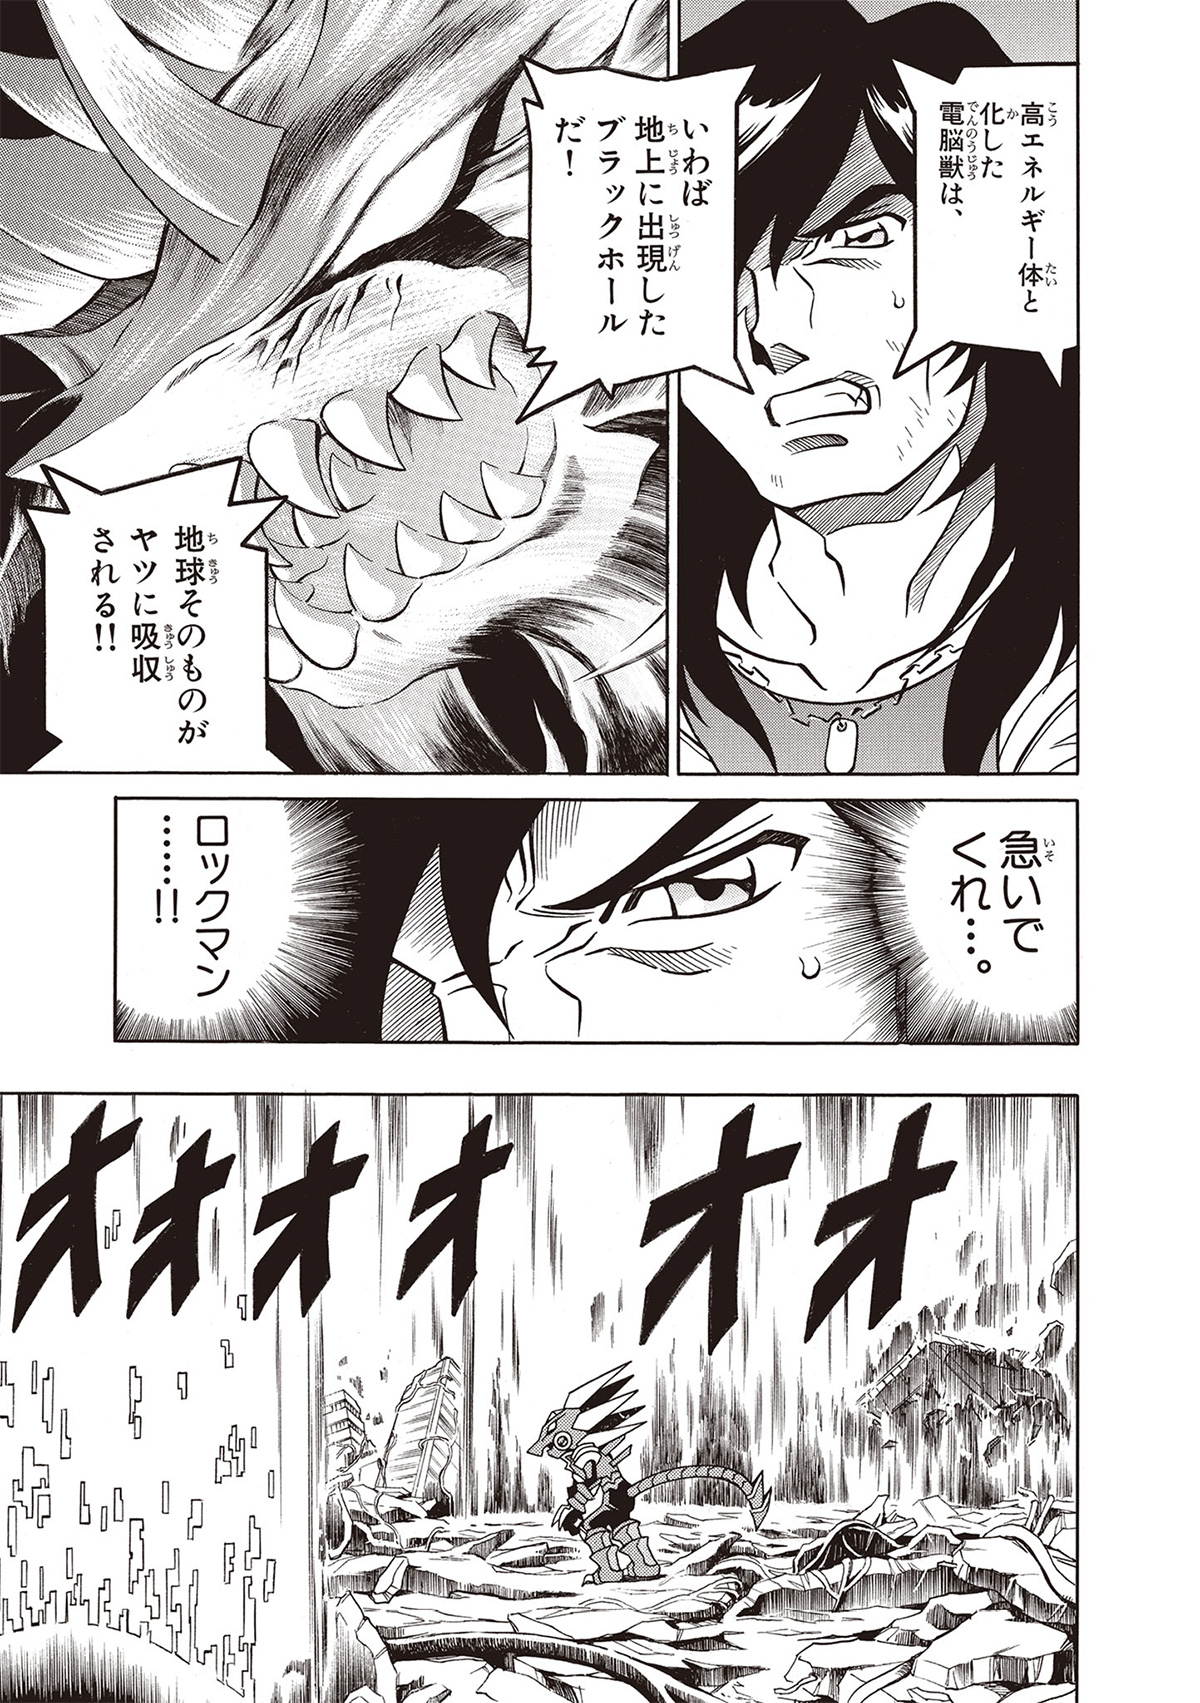 高エネルギー体と
化した
電脳獣は、
いわば
地上に出現した
ブラックホール
だ！
地球そのものが
ヤツに吸収
される!!
急いで
くれ…。
ロックマン
……!!
オオオオオオ